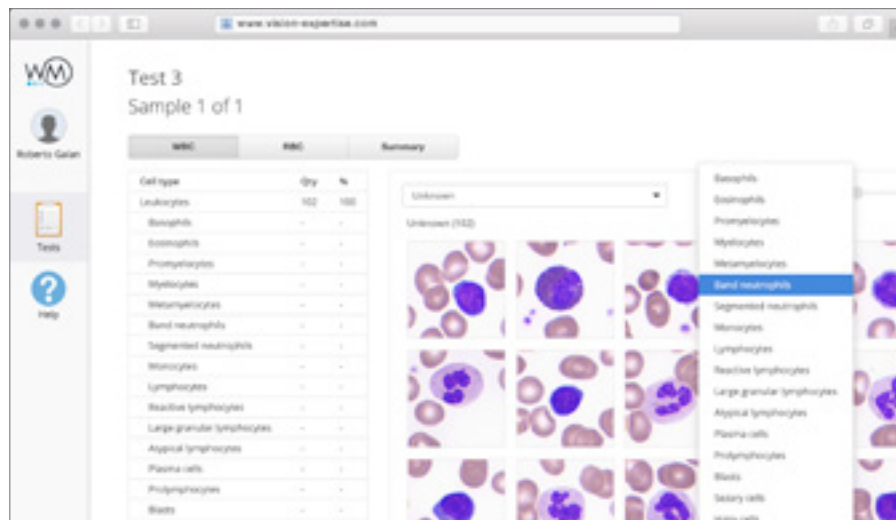 www.vision-expertise.com
WM
Roberto Galan
Tests
Help
Test 3
Sample 1 of 1
WBC RBC Summary
Cell type Qty %
Leukocytes 102 100
Basophils - -
Eosinophils - -
Promyelocytes - -
Myelocytes - -
Metamyelocytes - -
Band neutrophils - -
Segmented neutrophils - -
Monocytes - -
Lymphocytes - -
Reactive lymphocytes - -
Large granular lymphocytes - -
Atypical lymphocytes - -
Plasma cells - -
Prolymphocytes - -
Blasts - -
Unknown
Unknown (102)
Basophils
Eosinophils
Promyelocytes
Myelocytes
Metamyelocytes
Band neutrophils
Segmented neutrophils
Monocytes
Lymphocytes
Reactive lymphocytes
Large granular lymphocytes
Atypical lymphocytes
Plasma cells
Prolymphocytes
Blasts
Sezary cells